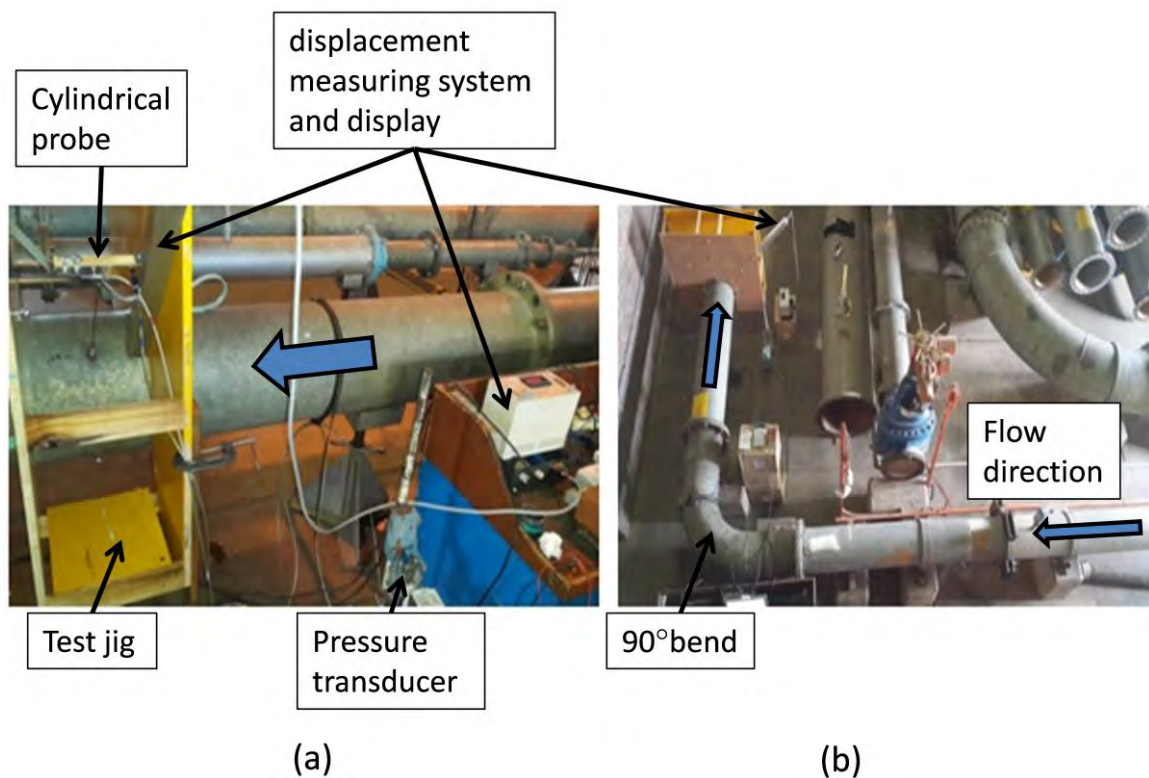 displacement
measuring system
and display
Cylindrical
probe
Flow
direction
Test jig
Pressure
transducer
90°bend
(a)
(b)